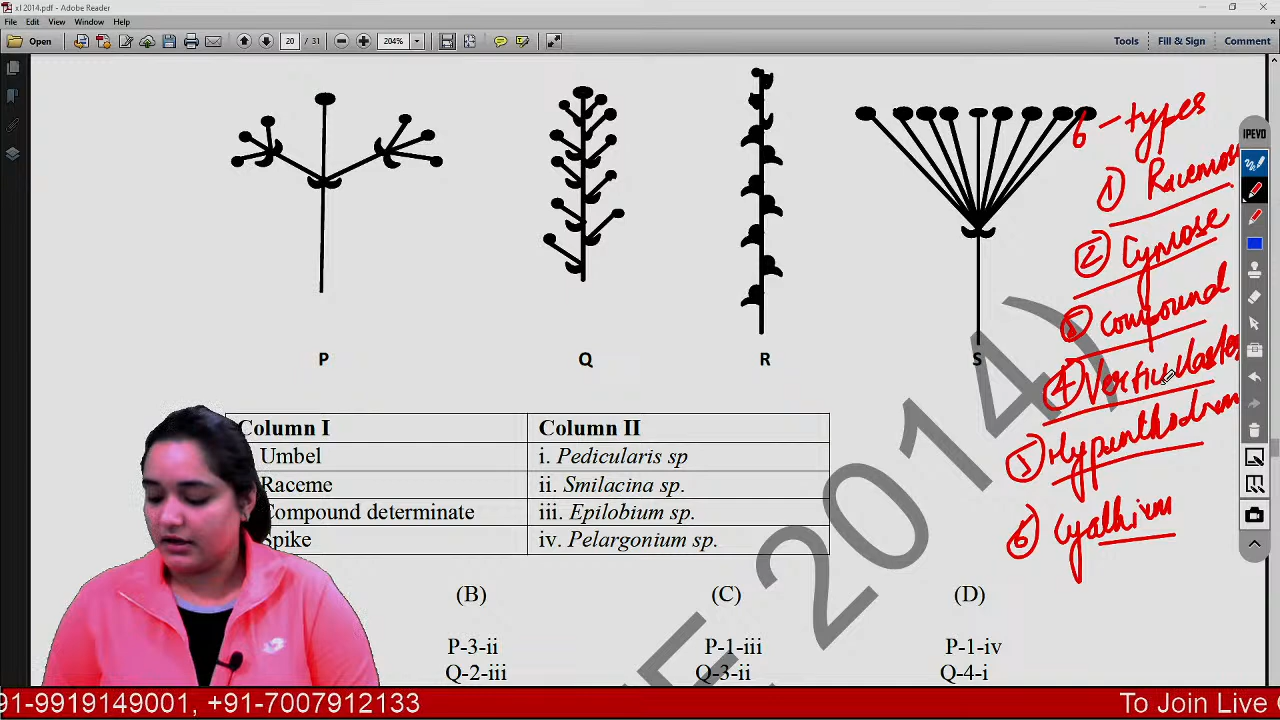 xl 2014.pdf - Adobe Reader
File Edit View Window Help
Open 20 / 31 204% Tools Fill & Sign Comment
6 - types
IPEVO
① Racemose
② Cymose
③ Compound
④
⑤
⑥ Cyathium
P Q R S
Column I Column II
Umbel i. Pedicularis sp
Raceme ii. Smilacina sp.
Compound determinate iii. Epilobium sp.
Spike iv. Pelargonium sp.
E 2014)
(B) (C) (D)
P-3-ii P-1-iii P-1-iv
Q-2-iii Q-3-ii Q-4-i
91-9919149001, +91-7007912133 To Join Live